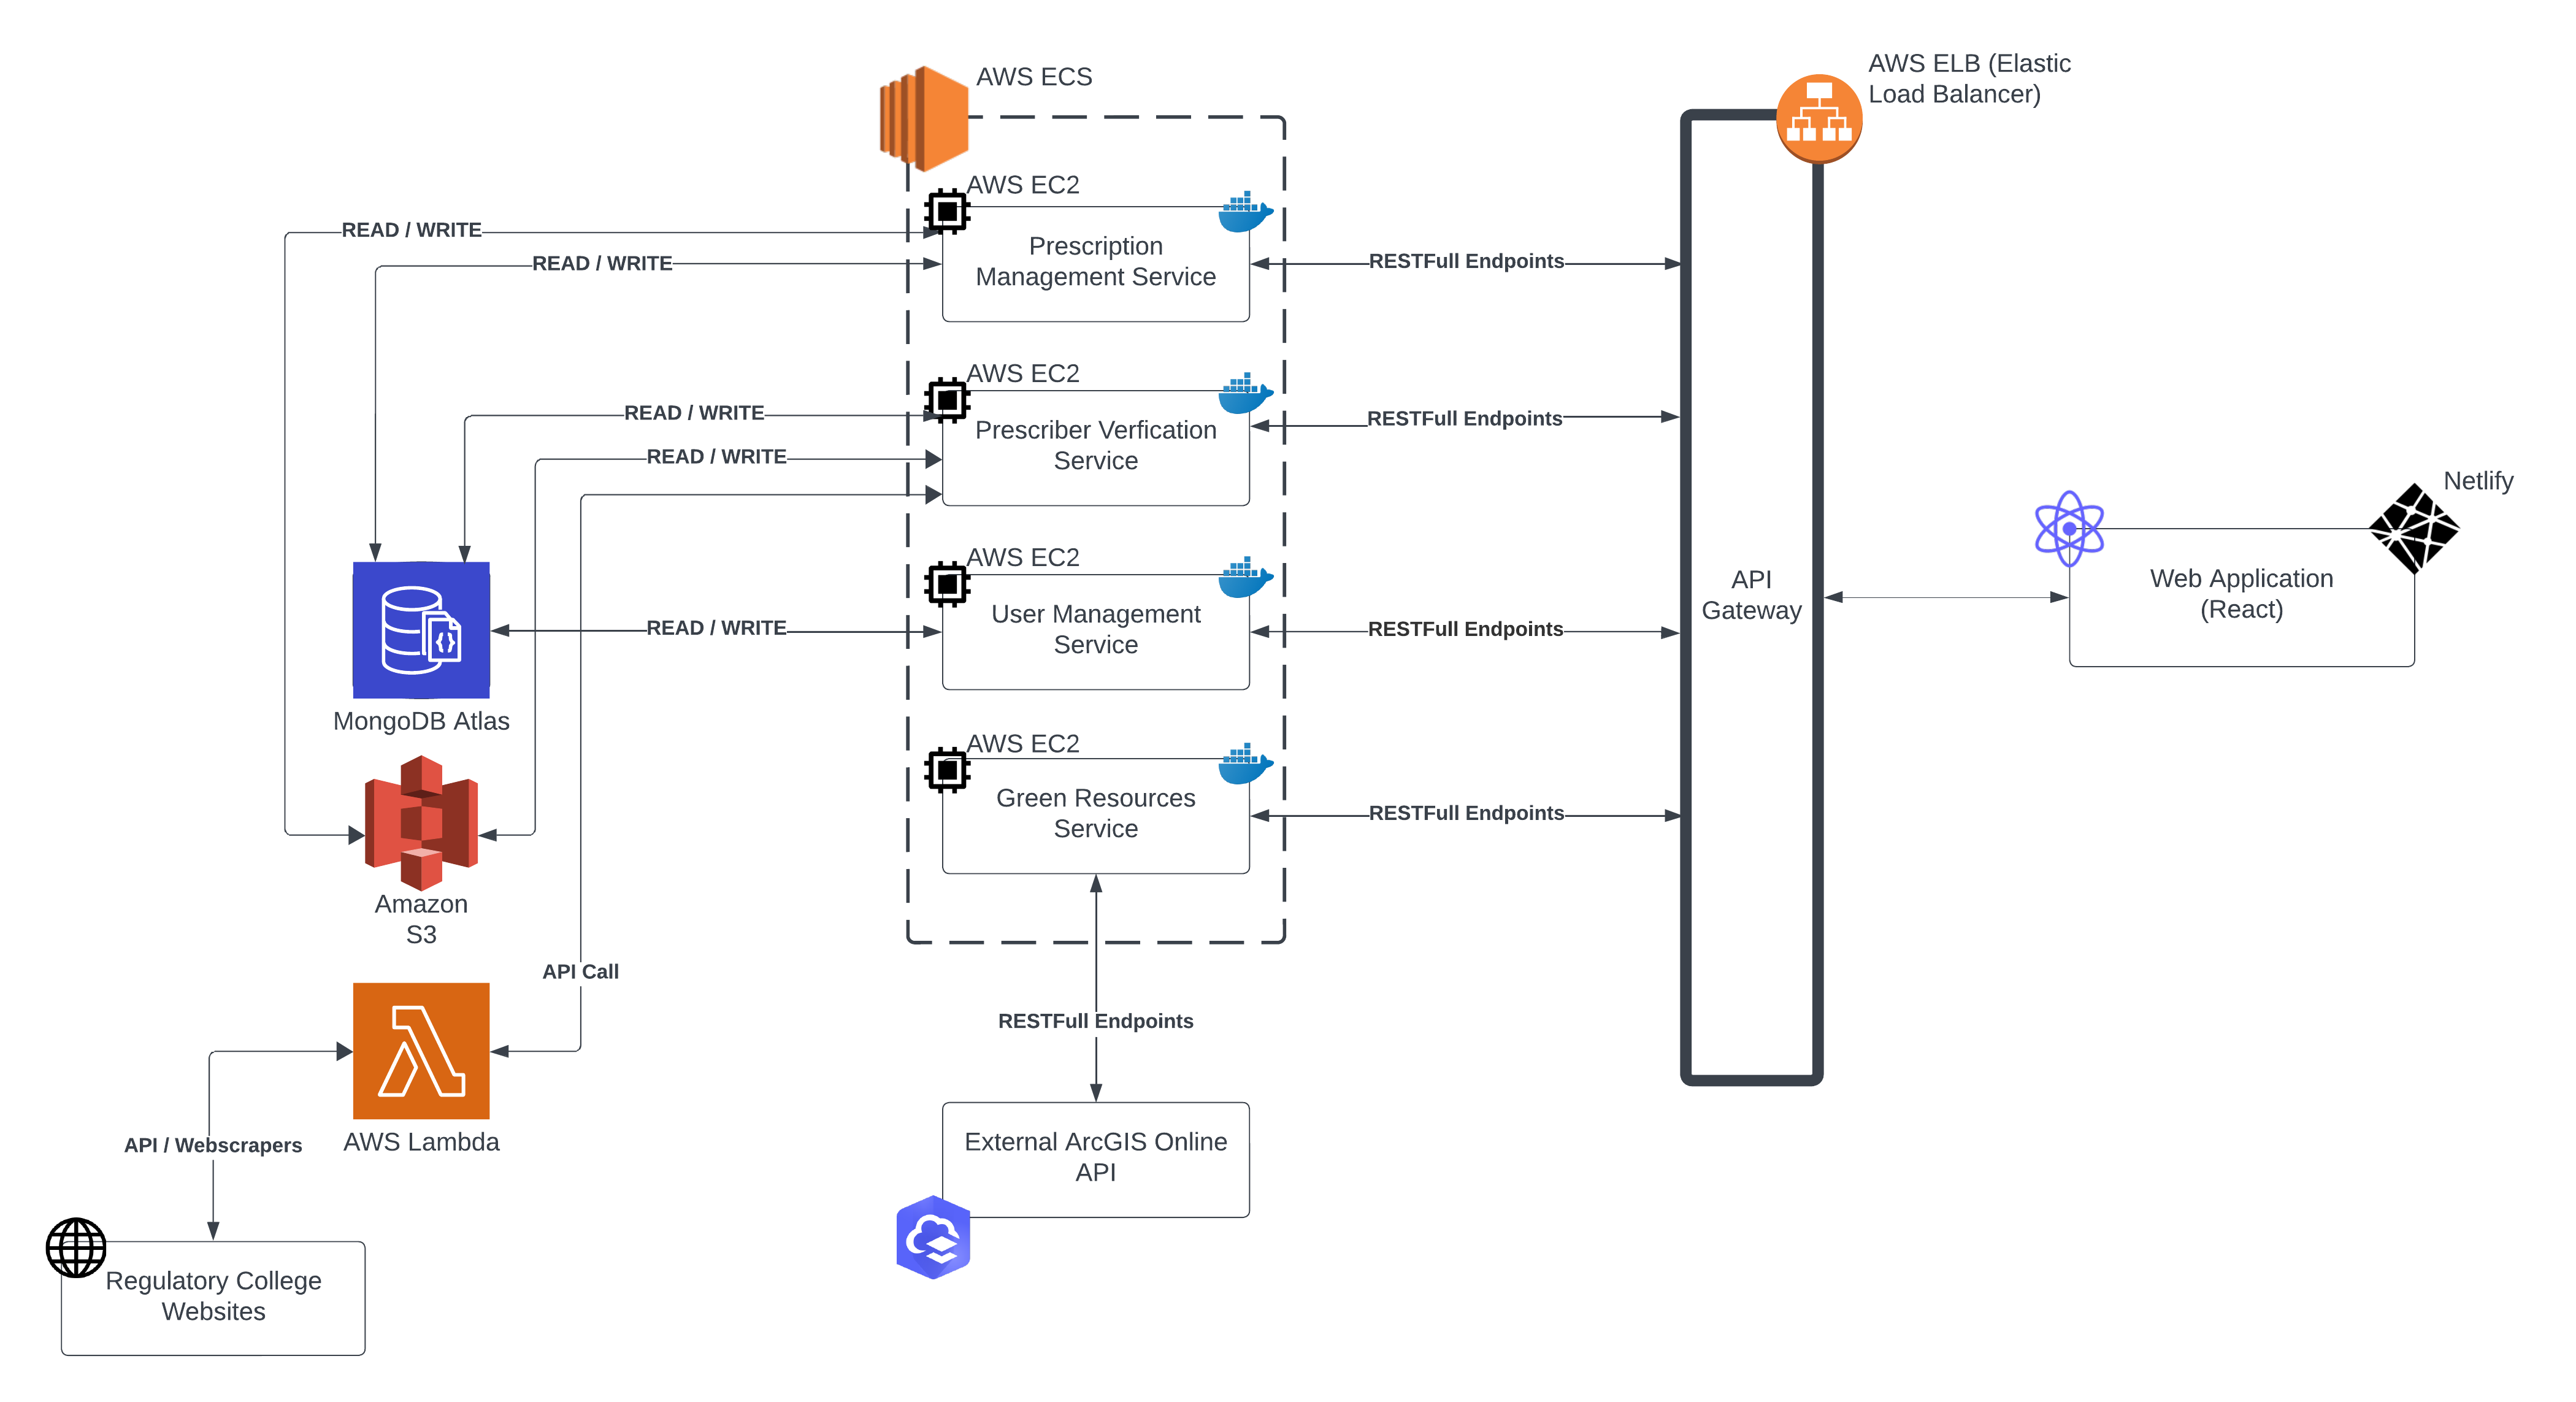 AWS ECS
AWS ELB (Elastic
Load Balancer)
AWS EC2
READ / WRITE
READ / WRITE
Prescription
Management Service
RESTFull Endpoints
AWS EC2
READ / WRITE
READ / WRITE
Prescriber Verfication
Service
RESTFull Endpoints
Netlify
AWS EC2
READ / WRITE
User Management
Service
RESTFull Endpoints
API
Gateway
Web Application
(React)
MongoDB Atlas
AWS EC2
Green Resources
Service
RESTFull Endpoints
Amazon
S3
API Call
RESTFull Endpoints
AWS Lambda
API / Webscrapers
External ArcGIS Online
API
Regulatory College
Websites